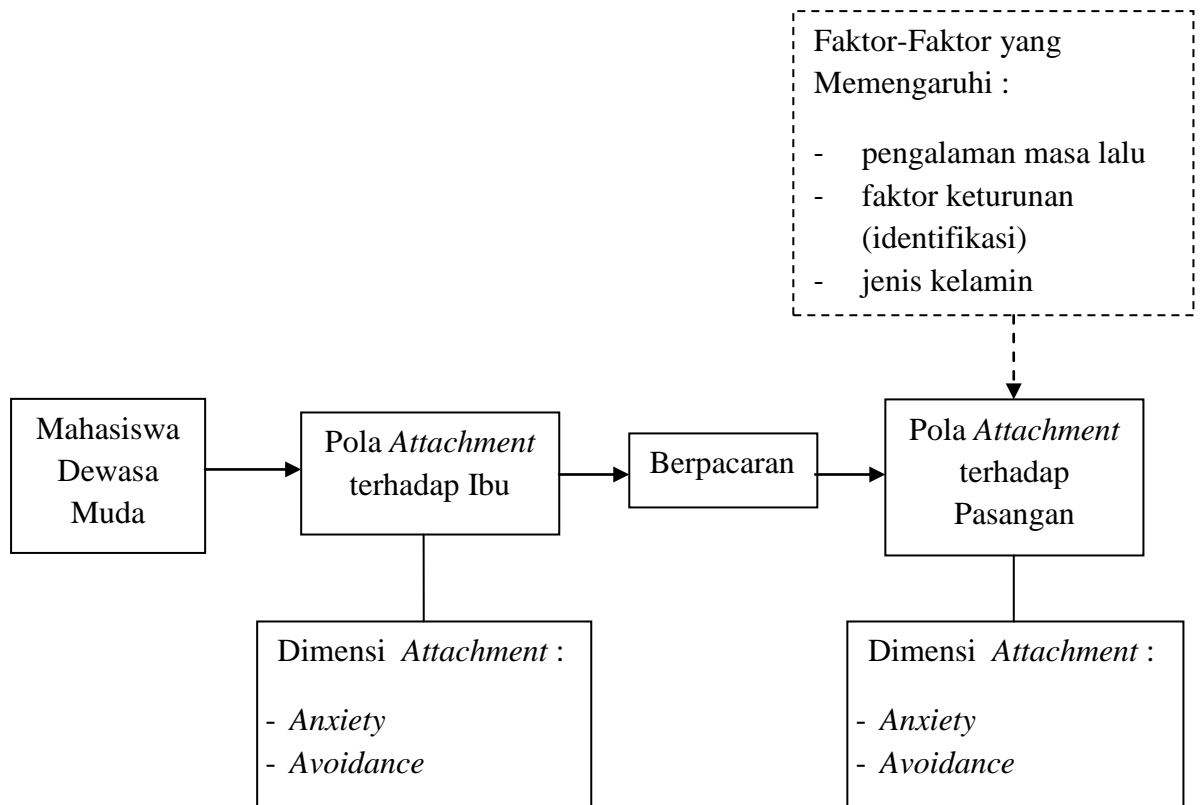 Faktor-Faktor yang
Memengaruhi :
- pengalaman masa lalu
- faktor keturunan
(identifikasi)
- jenis kelamin
Mahasiswa
Dewasa
Muda
Pola Attachment
terhadap Ibu
Berpacaran
Pola Attachment
terhadap
Pasangan
Dimensi Attachment :
- Anxiety
- Avoidance
Dimensi Attachment :
- Anxiety
- Avoidance